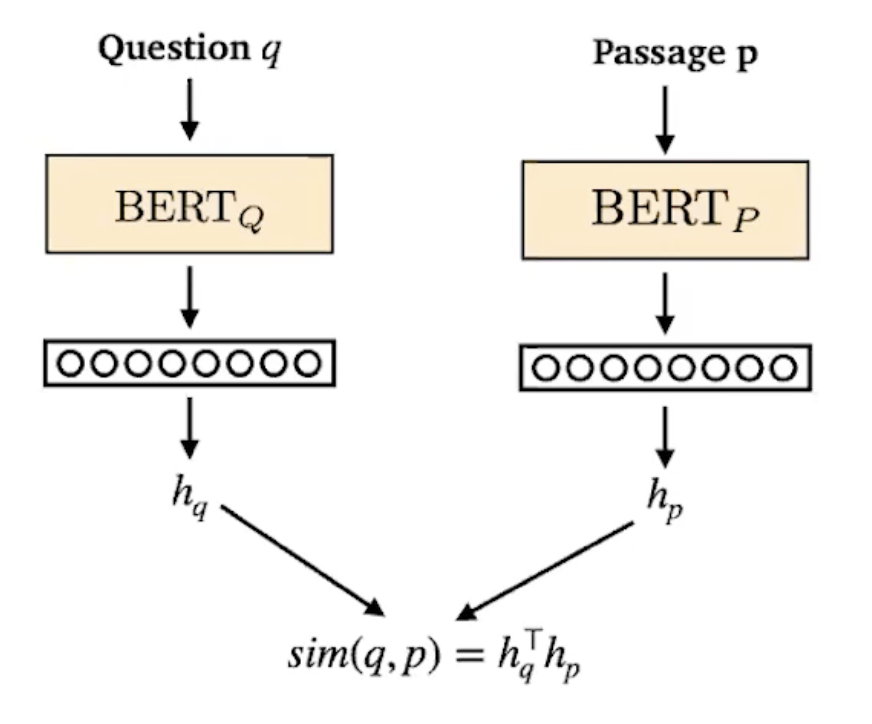 Question q
Passage p
BERT_Q
BERT_P
h_q
h_p
sim(q, p) = h_q^⊤ h_p